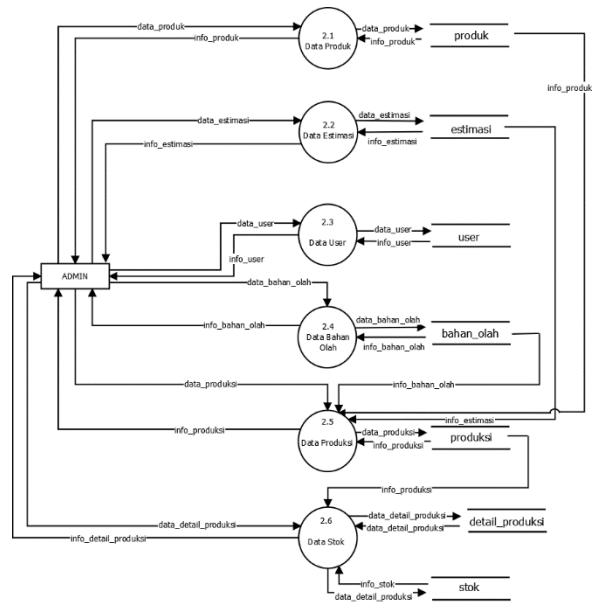 data_produk
info_produk
2.1
Data Produk
data_produk
info_produk
produk
info_produk
data_estimasi
info_estimasi
2.2
Data Estimasi
data_estimasi
info_estimasi
estimasi
data_user
info_user
2.3
Data User
data_user
info_user
user
ADMIN
data_bahan_olah
info_bahan_olah
2.4
Data Bahan
Olah
data_bahan_olah
info_bahan_olah
bahan_olah
data_produksi
info_bahan_olah
info_estimasi
info_produksi
2.5
Data Produksi
data_produksi
info_produksi
produksi
info_produksi
data_detail_produksi
info_detail_produksi
2.6
Data Stok
data_detail_produksi
data_detail_produksi
detail_produksi
info_stok
data_detail_produksi
stok